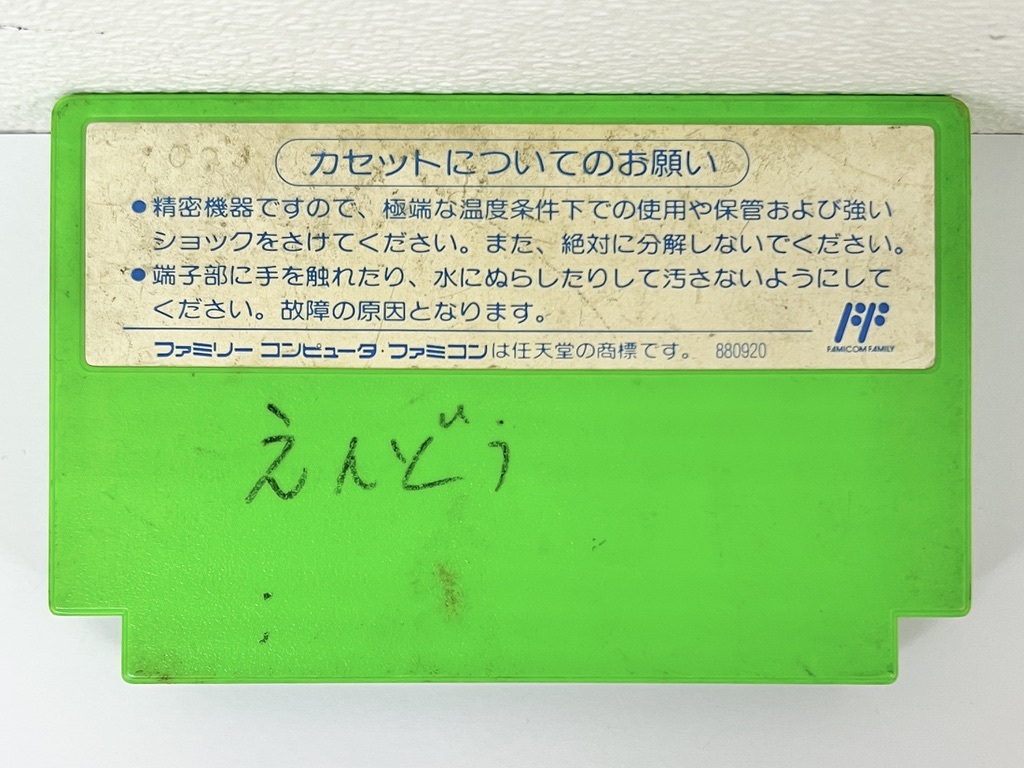 カセットについてのお願い
●精密機器ですので、極端な温度条件下での使用や保管および強い
ショックをさけてください。また、絶対に分解しないでください。
●端子部に手を触れたり、水にぬらしたりして汚さないようにして
ください。故障の原因となります。
FAMICOM FAMILY
ファミリーコンピュータ・ファミコンは任天堂の商標です。 880920
えんどう